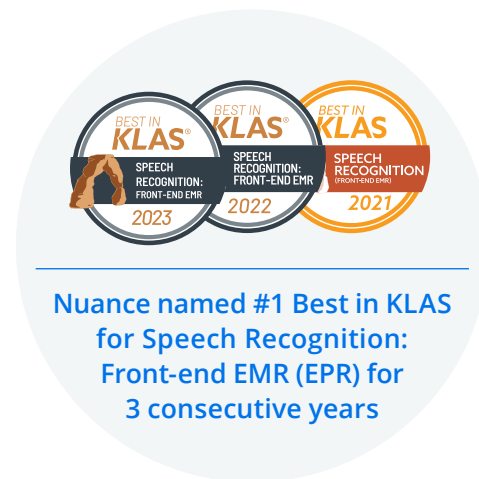 BEST IN
KLAS®
SPEECH
RECOGNITION:
FRONT-END EMR
2023
BEST IN
KLAS®
SPEECH
RECOGNITION:
FRONT-END EMR
2022
BEST IN
KLAS
SPEECH
RECOGNITION
(FRONT-END EMR)
2021
Nuance named #1 Best in KLAS
for Speech Recognition:
Front-end EMR (EPR) for
3 consecutive years